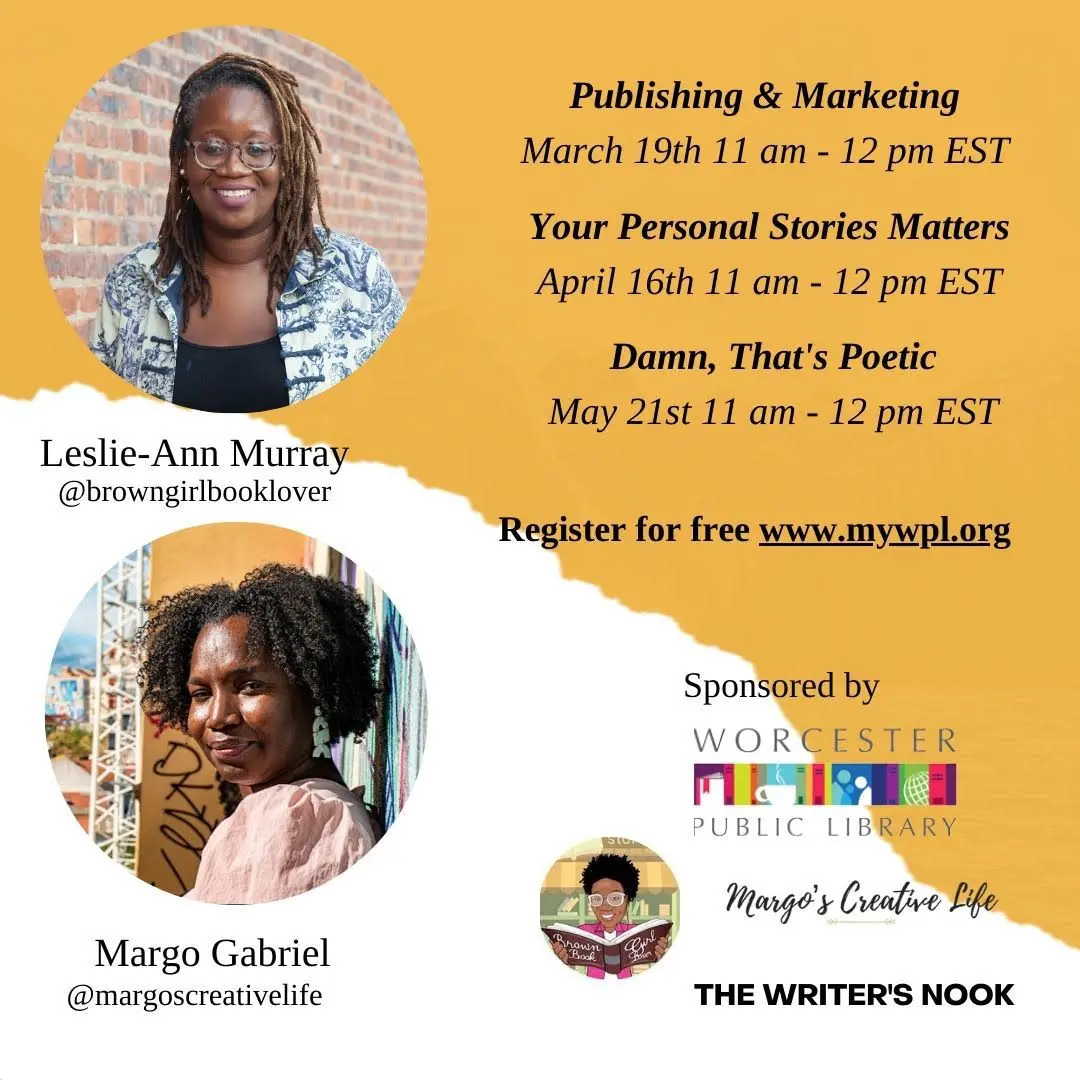 Publishing & Marketing
March 19th 11 am - 12 pm EST
Your Personal Stories Matters
April 16th 11 am - 12 pm EST
Damn, That's Poetic
May 21st 11 am - 12 pm EST
Register for free www.mywpl.org
Leslie-Ann Murray
@browngirlbooklover
Margo Gabriel
@margoscreativelife
Sponsored by
WORCESTER
PUBLIC LIBRARY
Brown Girl
Book Lover
Margo's Creative Life
THE WRITER'S NOOK